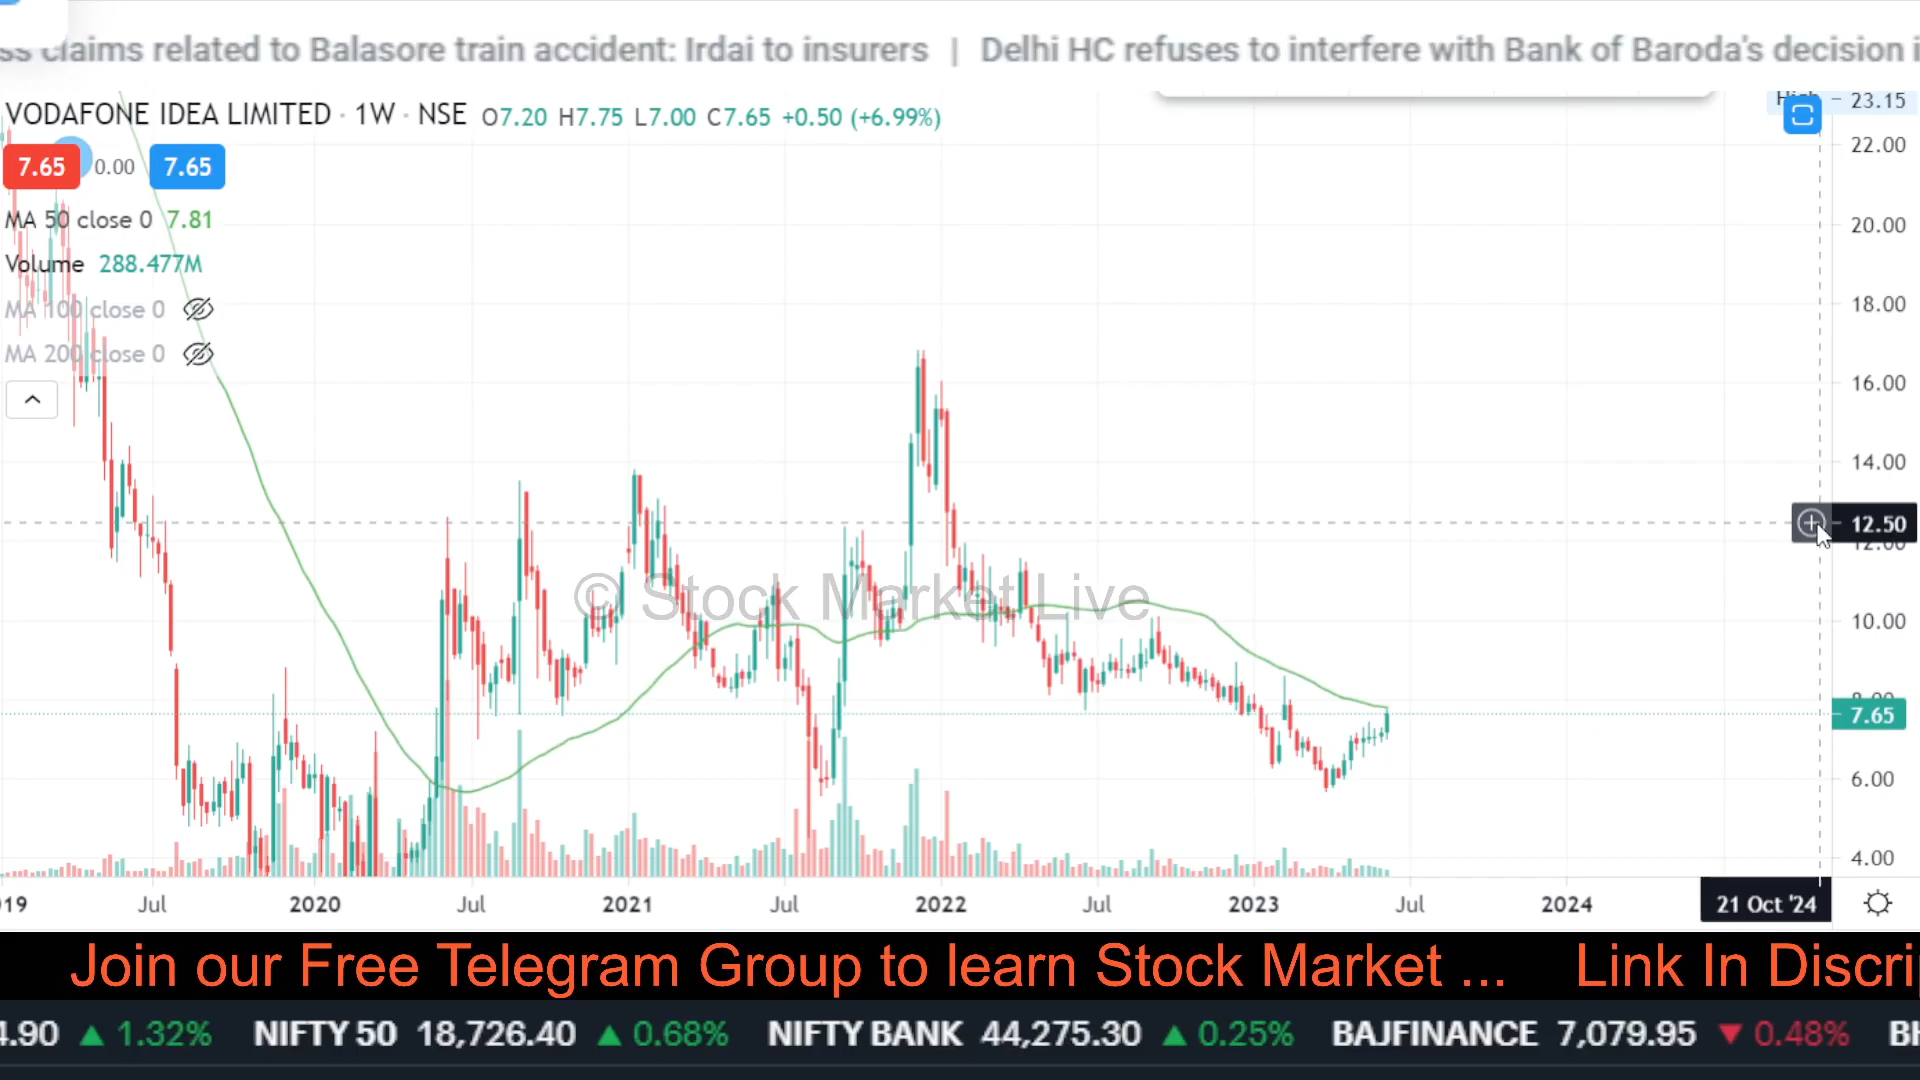 ss claims related to Balasore train accident: Irdai to insurers | Delhi HC refuses to interfere with Bank of Baroda's decision i
VODAFONE IDEA LIMITED · 1W · NSE O7.20 H7.75 L7.00 C7.65 +0.50 (+6.99%)
High 23.15
7.65 0.00 7.65
22.00
MA 50 close 0 7.81
20.00
Volume 288.477M
MA 100 close 0
18.00
MA 200 close 0
16.00
14.00
12.50
12.00
© Stock Market Live
10.00
8.00
7.65
6.00
4.00
19 Jul 2020 Jul 2021 Jul 2022 Jul 2023 Jul 2024 21 Oct '24
Join our Free Telegram Group to learn Stock Market ... Link In Discri
4.90 ▲ 1.32% NIFTY 50 18,726.40 ▲ 0.68% NIFTY BANK 44,275.30 ▲ 0.25% BAJFINANCE 7,079.95 ▼ 0.48% BH